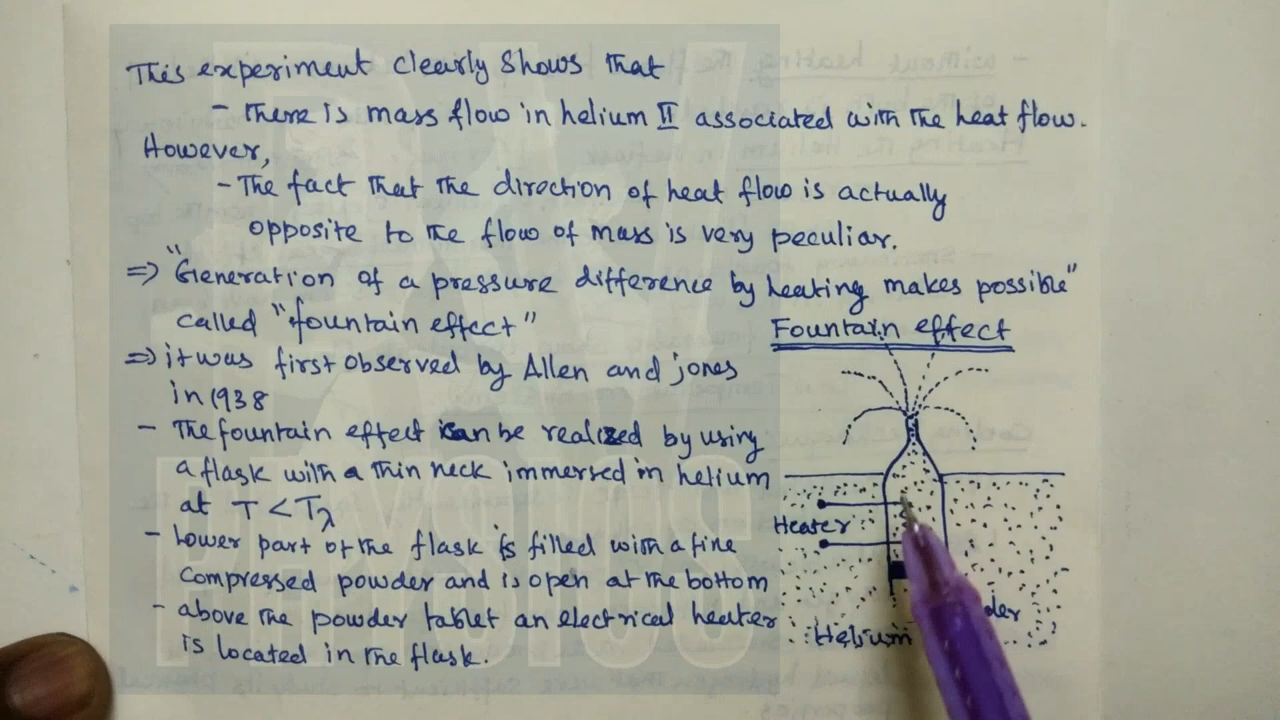 This experiment clearly shows that
- There is mass flow in helium II associated with the heat flow.
However,
- The fact that the direction of heat flow is actually
opposite to the flow of mass is very peculiar.
⇒ "Generation of a pressure difference by heating makes possible"
called "fountain effect"
⇒ it was first observed by Allen and jones
in 1938
- The fountain effect can be realized by using
a flask with a thin neck immersed in helium
at T < Tλ
- Lower part of the flask is filled with a fine
compressed powder and is open at the bottom
- above the powder tablet an electrical heater
is located in the flask.
Fountain effect
Heater
Helium
PHYSICS